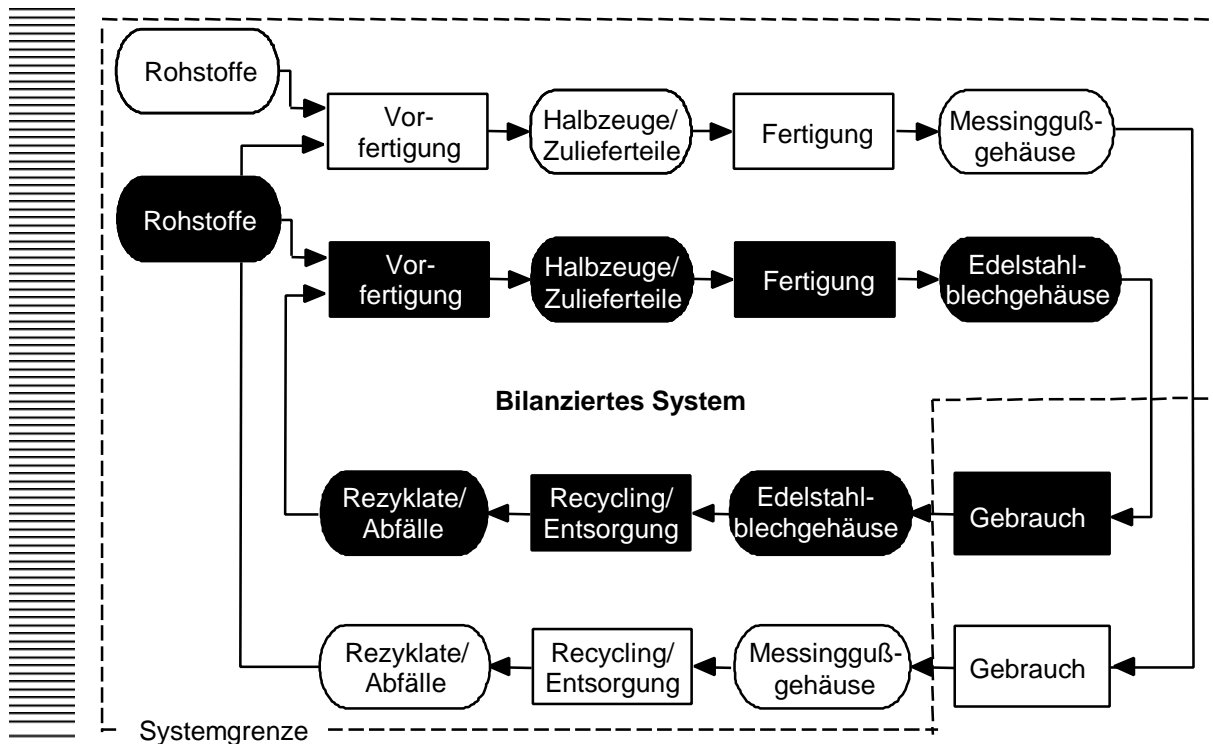 Rohstoffe
Vor-
fertigung
Halbzeuge/
Zulieferteile
Fertigung
Messingguß-
gehäuse
Rohstoffe
Vor-
fertigung
Halbzeuge/
Zulieferteile
Fertigung
Edelstahl-
blechgehäuse
Bilanziertes System
Rezyklate/
Abfälle
Recycling/
Entsorgung
Edelstahl-
blechgehäuse
Gebrauch
Rezyklate/
Abfälle
Recycling/
Entsorgung
Messingguß-
gehäuse
Gebrauch
Systemgrenze